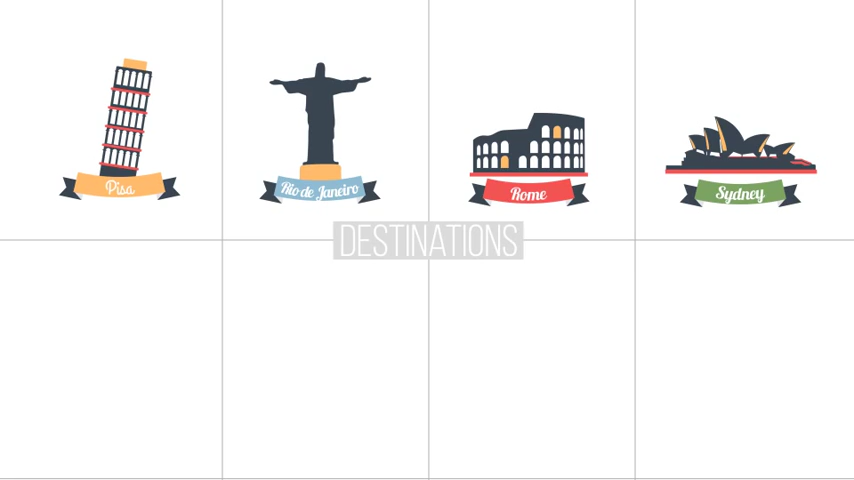 Pisa
Rio de Janeiro
Rome
Sydney
DESTINATIONS